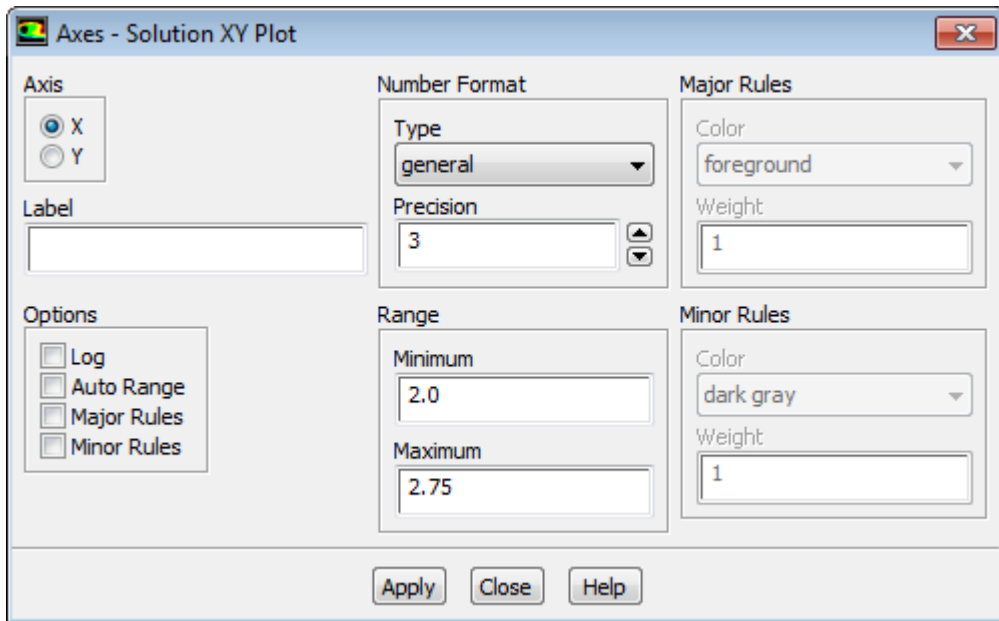 Axes - Solution XY Plot
Axis
X
Y
Label
Options
Log
Auto Range
Major Rules
Minor Rules
Number Format
Type
general
Precision
3
Range
Minimum
2.0
Maximum
2.75
Major Rules
Color
foreground
Weight
1
Minor Rules
Color
dark gray
Weight
1
Apply Close Help